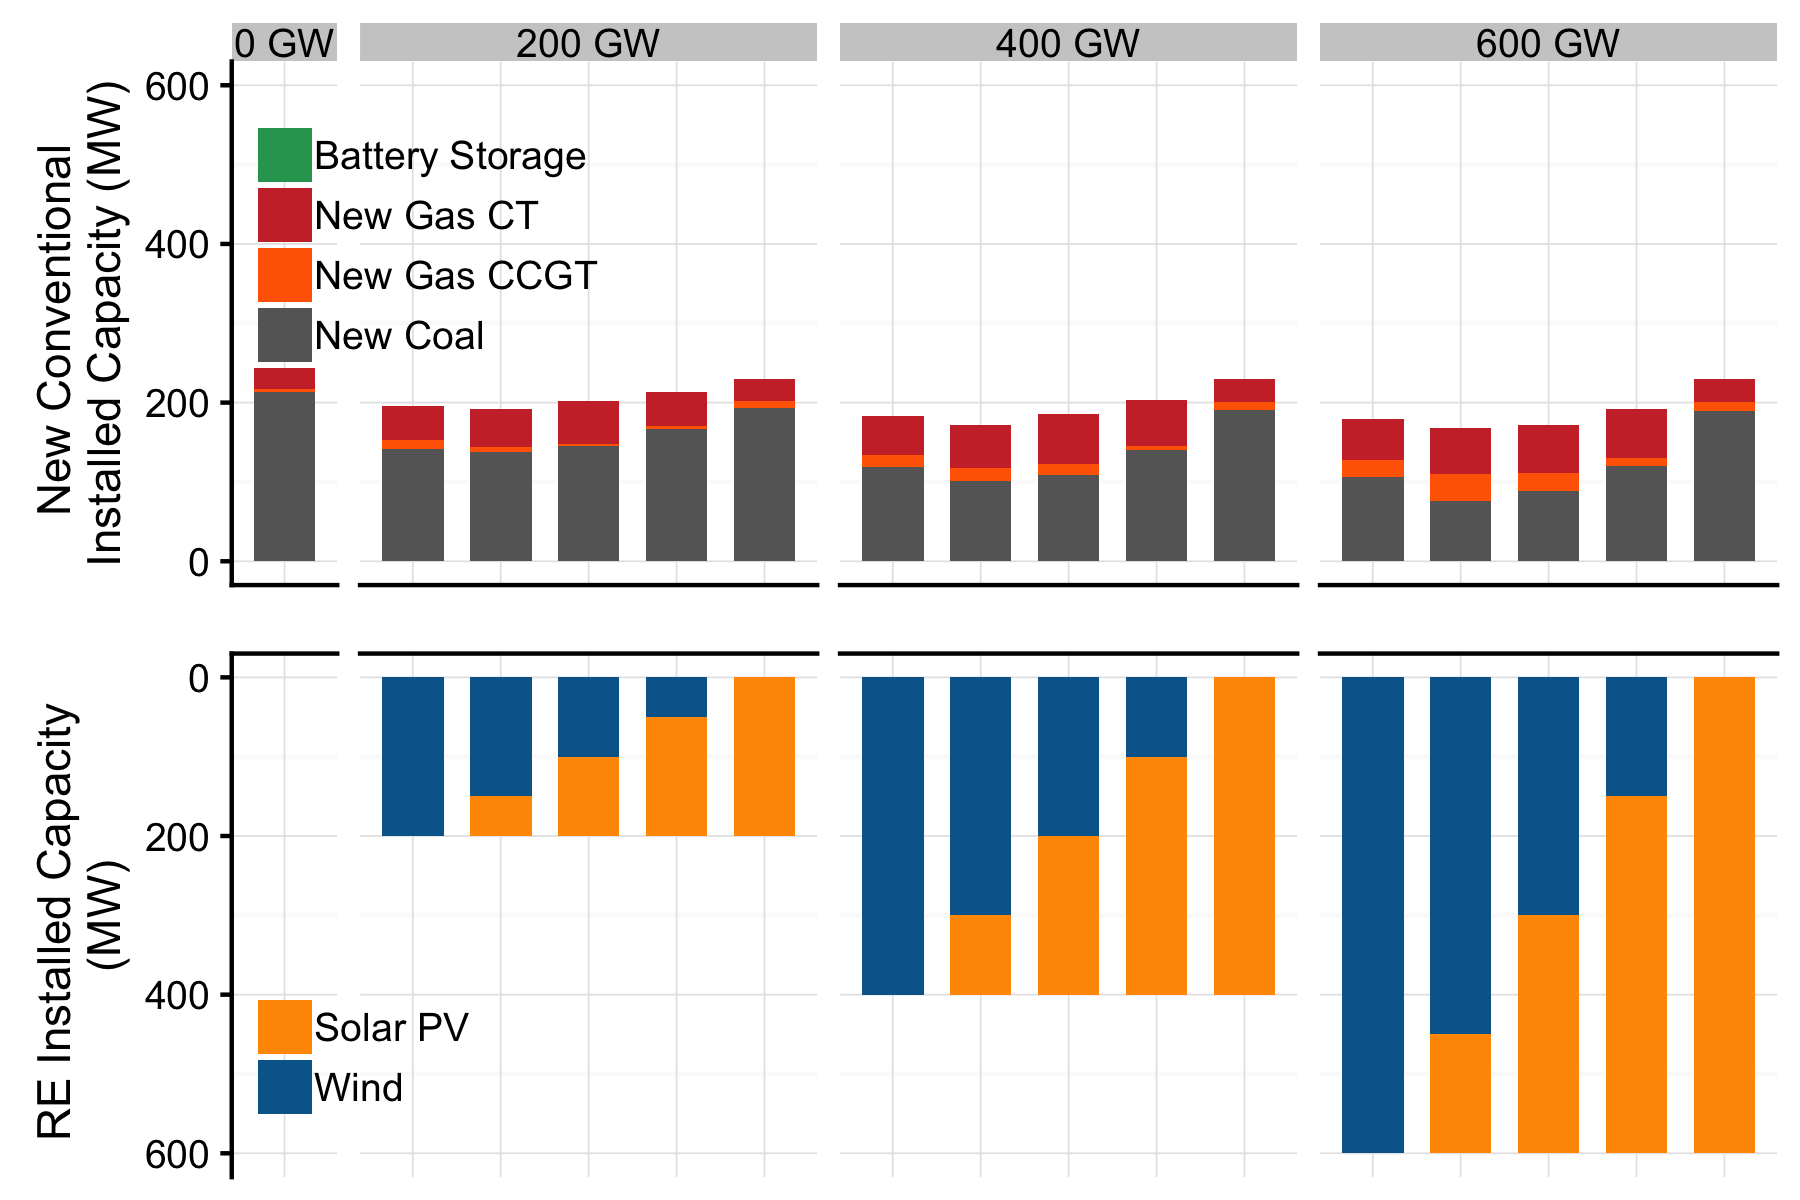 0 GW
200 GW
400 GW
600 GW
New Conventional
Installed Capacity (MW)
600
400
200
0
Battery Storage
New Gas CT
New Gas CCGT
New Coal
RE Installed Capacity
(MW)
0
200
400
600
Solar PV
Wind